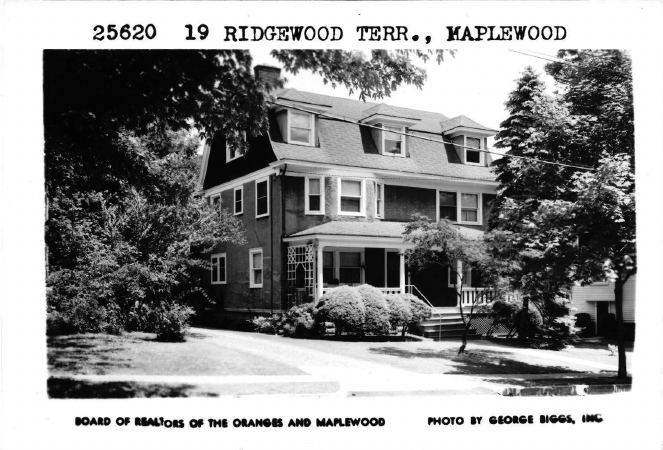 25620 19 RIDGEWOOD TERR., MAPLEWOOD
BOARD OF REALTORS OF THE ORANGES AND MAPLEWOOD PHOTO BY GEORGE BIGGS, INC